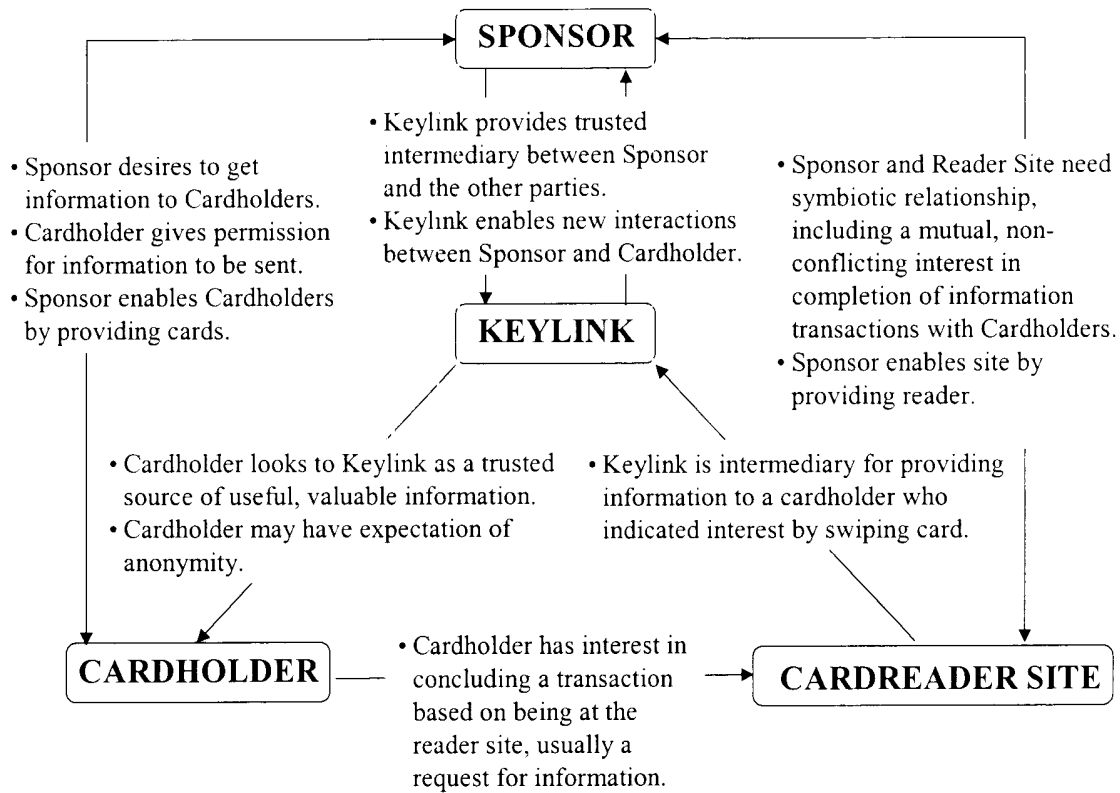 SPONSOR
• Keylink provides trusted
intermediary between Sponsor
and the other parties.
• Keylink enables new interactions
between Sponsor and Cardholder.
• Sponsor desires to get
information to Cardholders.
• Cardholder gives permission
for information to be sent.
• Sponsor enables Cardholders
by providing cards.
• Sponsor and Reader Site need
symbiotic relationship,
including a mutual, non-
conflicting interest in
completion of information
transactions with Cardholders.
• Sponsor enables site by
providing reader.
KEYLINK
• Cardholder looks to Keylink as a trusted
source of useful, valuable information.
• Cardholder may have expectation of
anonymity.
• Keylink is intermediary for providing
information to a cardholder who
indicated interest by swiping card.
CARDHOLDER
• Cardholder has interest in
concluding a transaction
based on being at the
reader site, usually a
request for information.
CARDREADER SITE